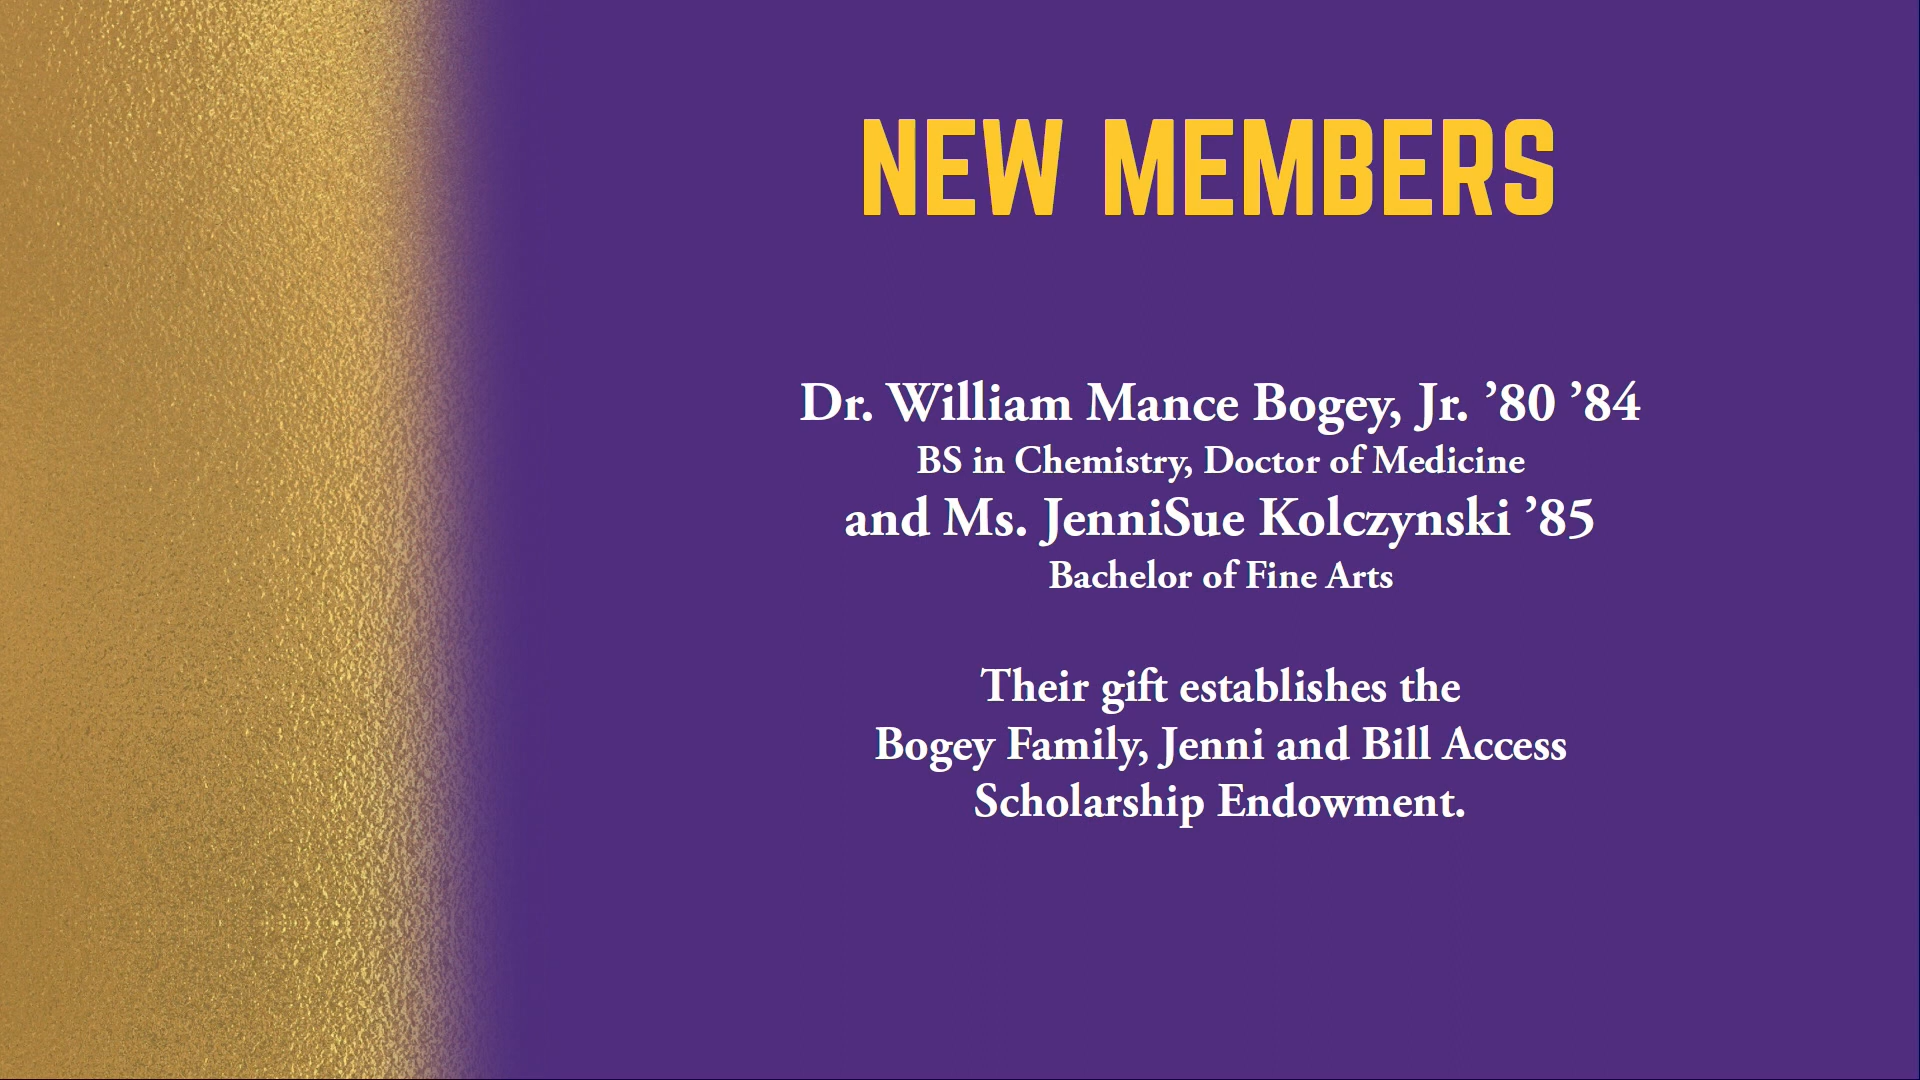 NEW MEMBERS
Dr. William Mance Bogey, Jr. ’80 ’84
BS in Chemistry, Doctor of Medicine
and Ms. JenniSue Kolczynski ’85
Bachelor of Fine Arts
Their gift establishes the
Bogey Family, Jenni and Bill Access
Scholarship Endowment.